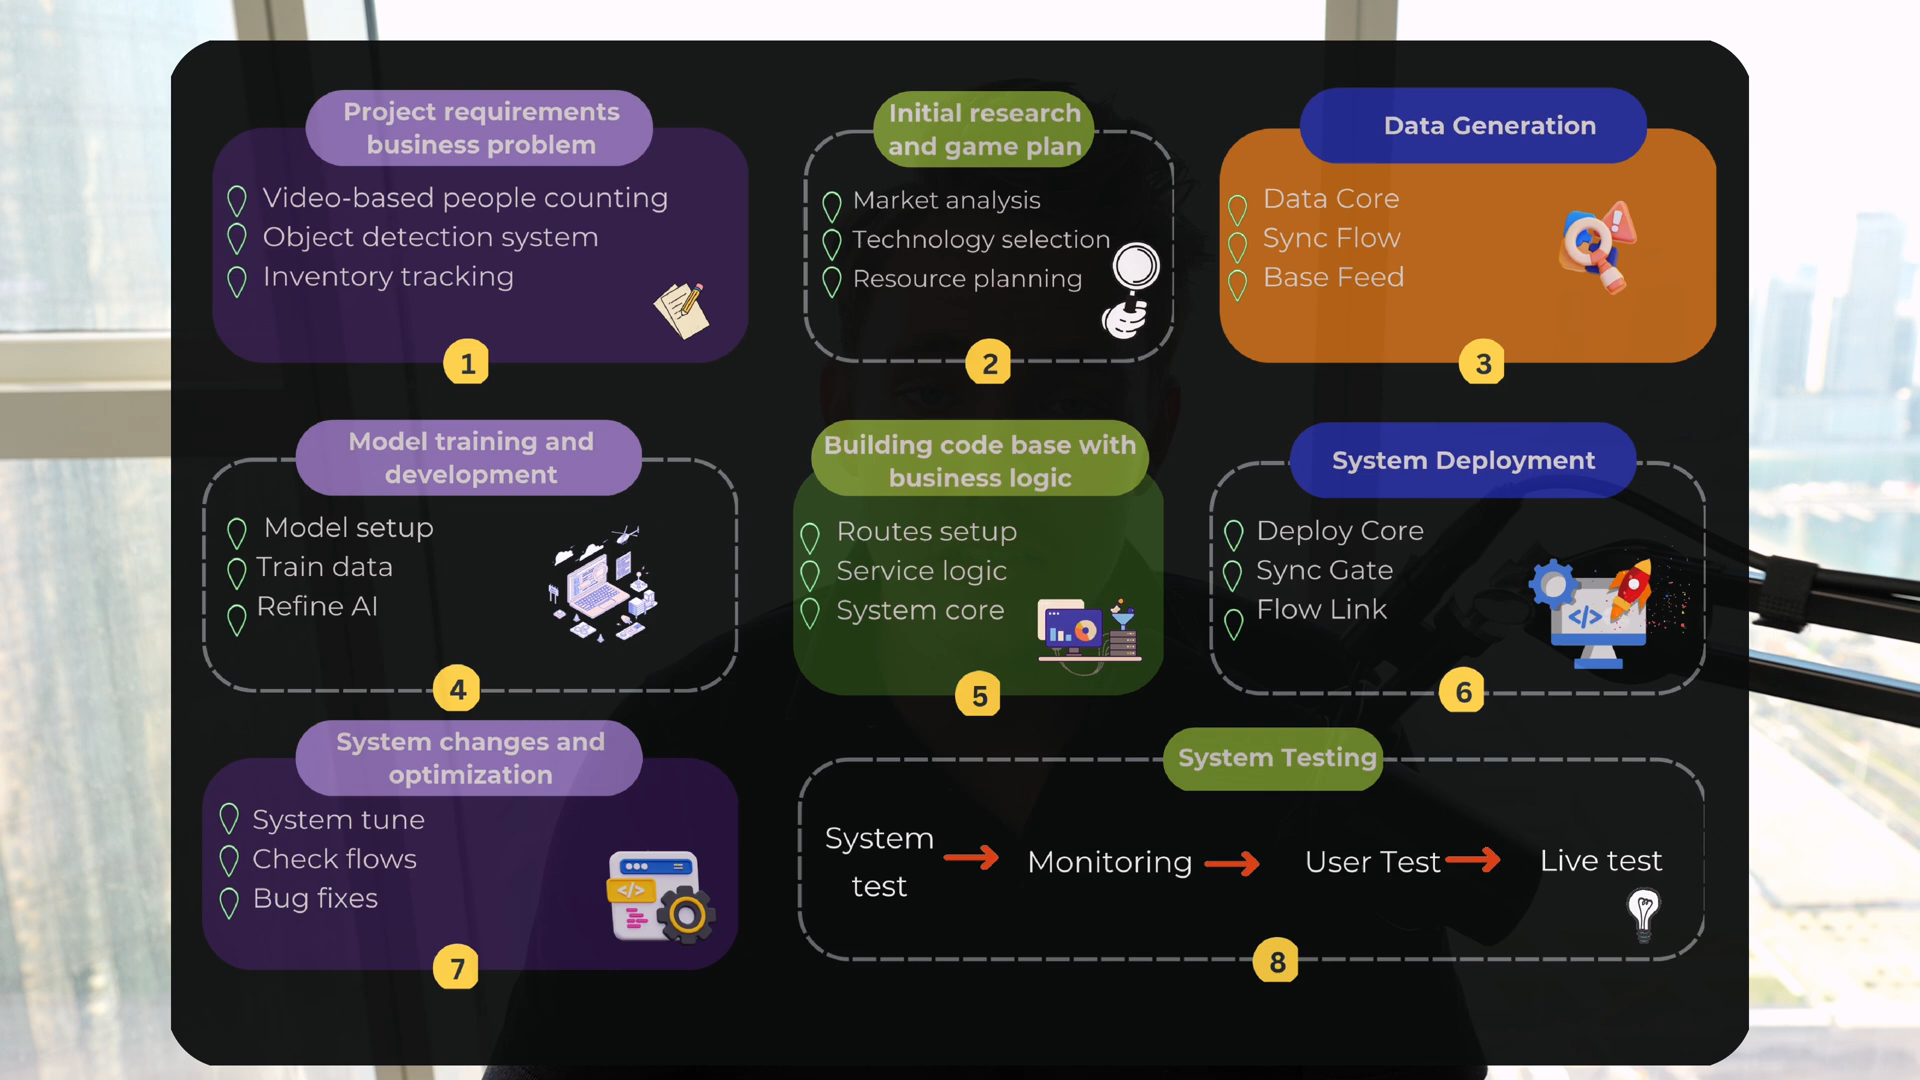 Project requirements
business problem
Video-based people counting
Object detection system
Inventory tracking
1
Initial research
and game plan
Market analysis
Technology selection
Resource planning
2
Data Generation
Data Core
Sync Flow
Base Feed
3
Model training and
development
Model setup
Train data
Refine AI
4
Building code base with
business logic
Routes setup
Service logic
System core
5
System Deployment
Deploy Core
Sync Gate
Flow Link
</>
6
System changes and
optimization
System tune
Check flows
Bug fixes
</>
7
System Testing
System
test
Monitoring
User Test
Live test
8